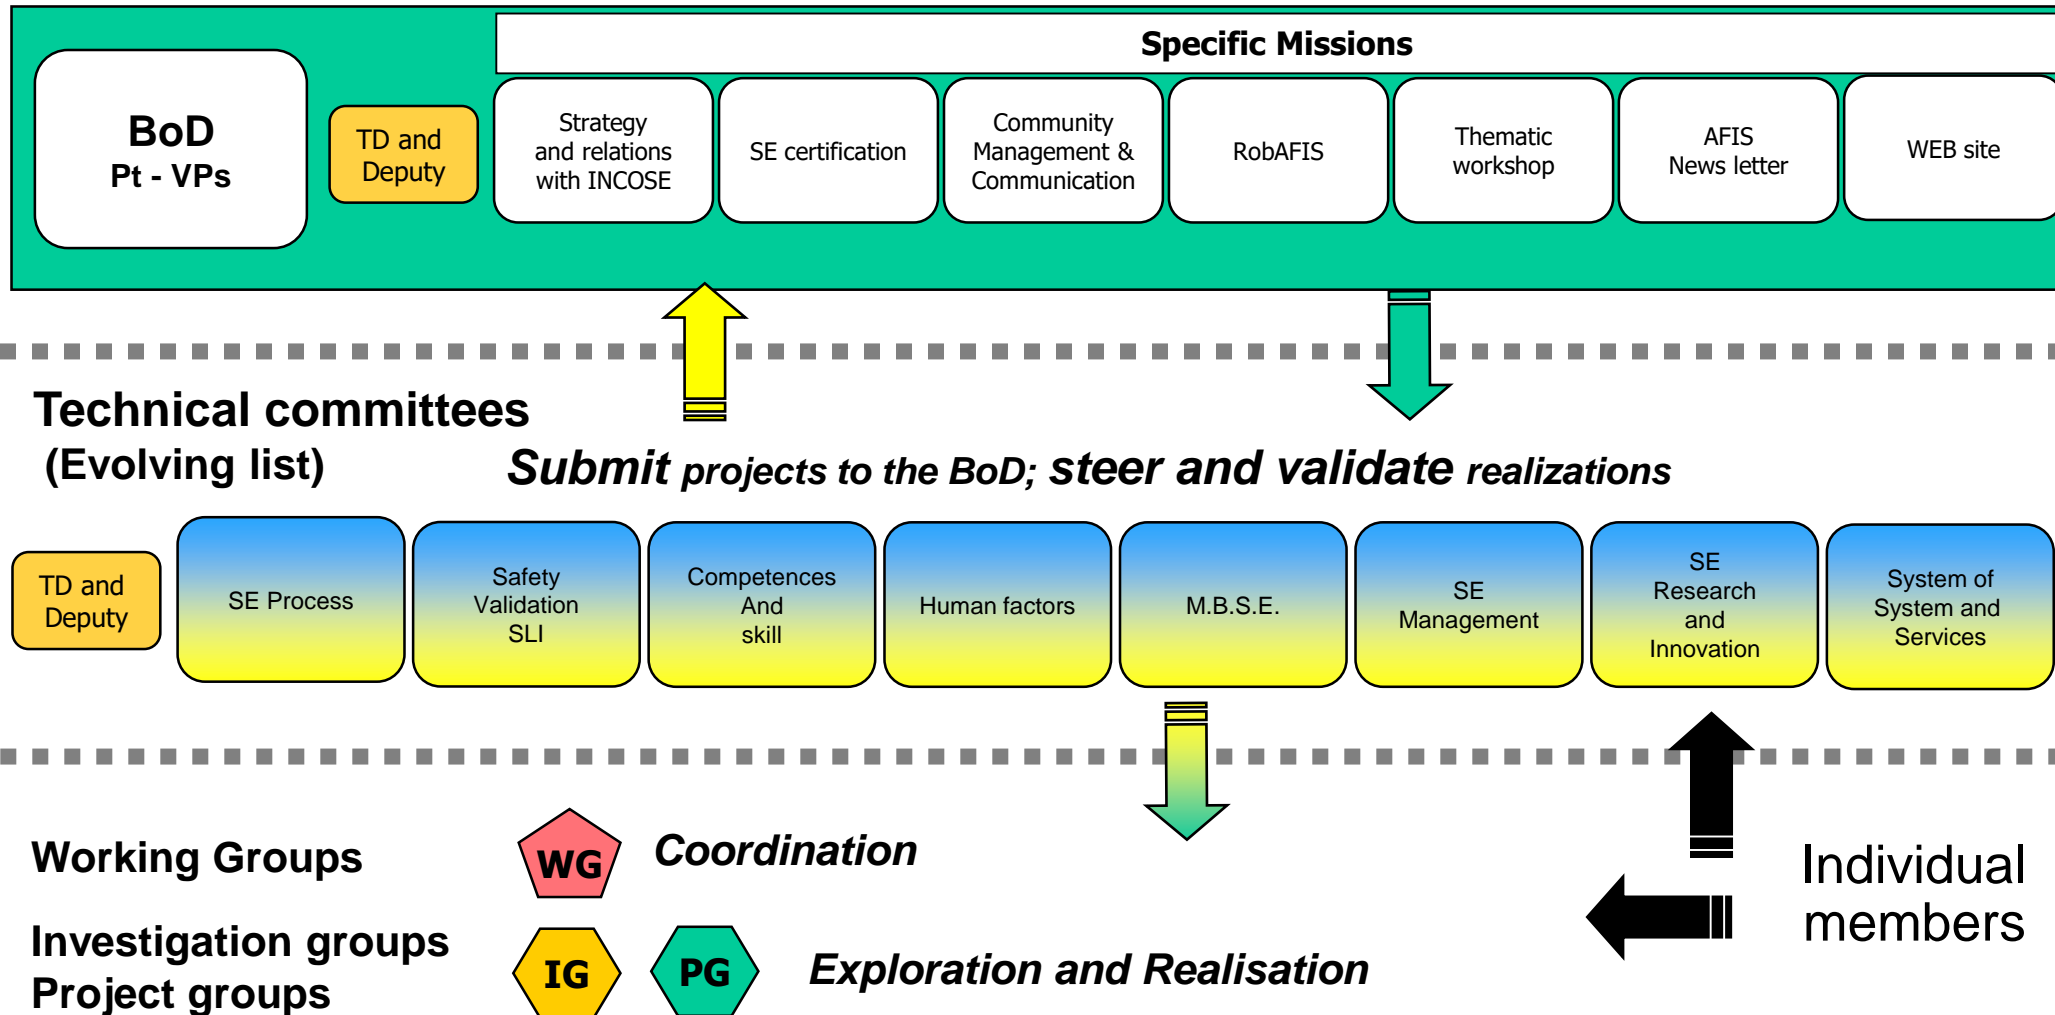 Specific Missions
BoD
Pt - VPs
TD and
Deputy
Strategy
and relations
with INCOSE
SE certification
Community
Management &
Communication
RobAFIS
Thematic
workshop
AFIS
News letter
WEB site
Technical committees
(Evolving list)
Submit projects to the BoD; steer and validate realizations
TD and
Deputy
SE Process
Safety
Validation
SLI
Competences
And
skill
Human factors
M.B.S.E.
SE
Management
SE
Research
and
Innovation
System of
System and
Services
Working Groups
WG
Coordination
Individual
members
Investigation groups
Project groups
IG
PG
Exploration and Realisation